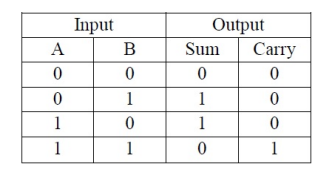 Input Output
A B Sum Carry
0 0 0 0
0 1 1 0
1 0 1 0
1 1 0 1